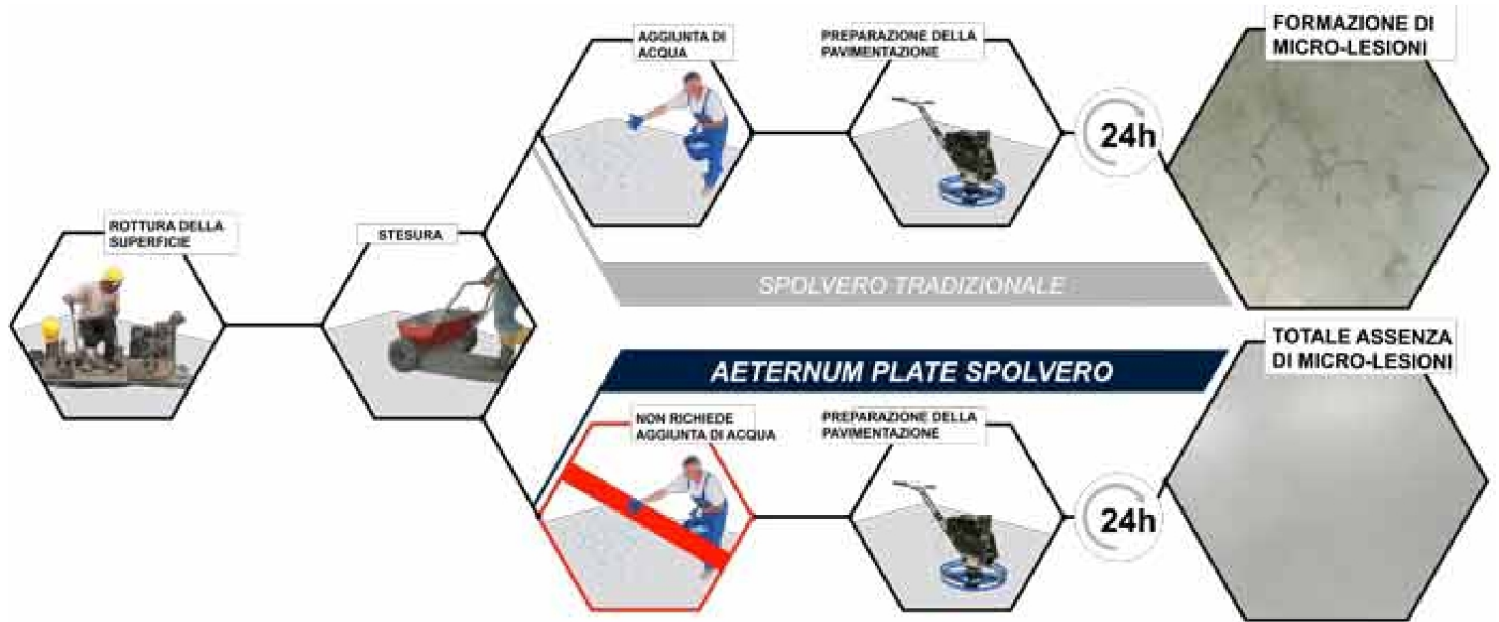 ROTTURA DELLA
SUPERFICIE
STESURA
AGGIUNTA DI
ACQUA
PREPARAZIONE DELLA
PAVIMENTAZIONE
24h
FORMAZIONE DI
MICRO-LESIONI
SPOLVERO TRADIZIONALE
AETERNUM PLATE SPOLVERO
NON RICHIEDE
AGGIUNTA DI ACQUA
PREPARAZIONE DELLA
PAVIMENTAZIONE
24h
TOTALE ASSENZA
DI MICRO-LESIONI